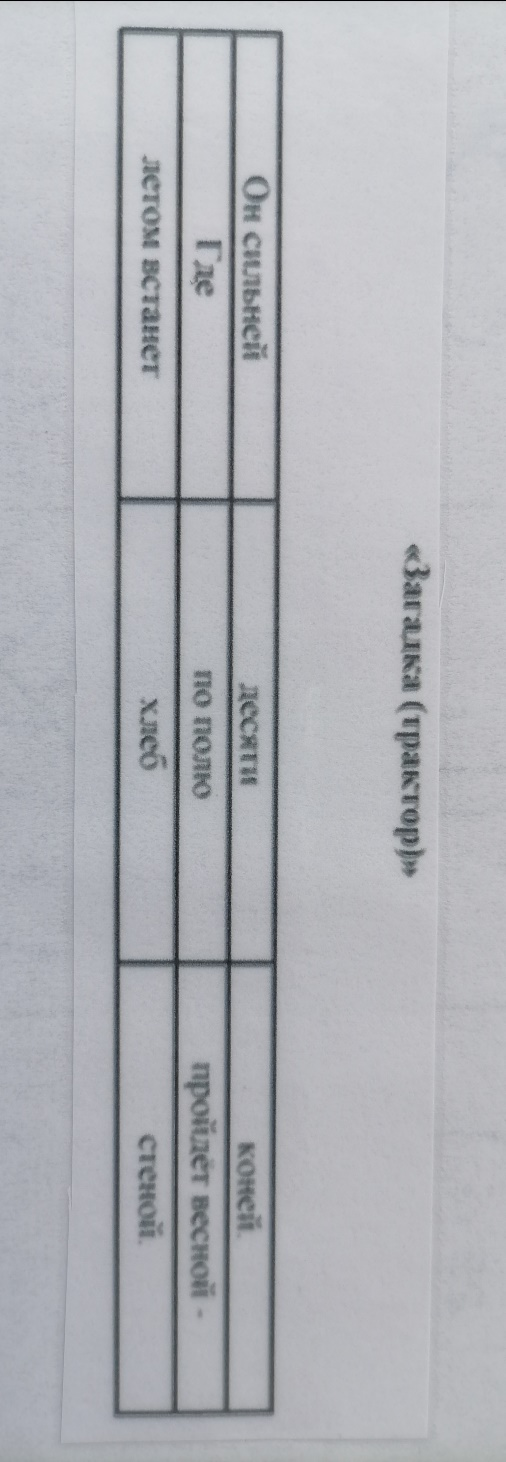 «Загадка (трактор)»
Он сильней десяти коней.
Где по полю пройдёт весной -
летом встанет хлеб стеной.